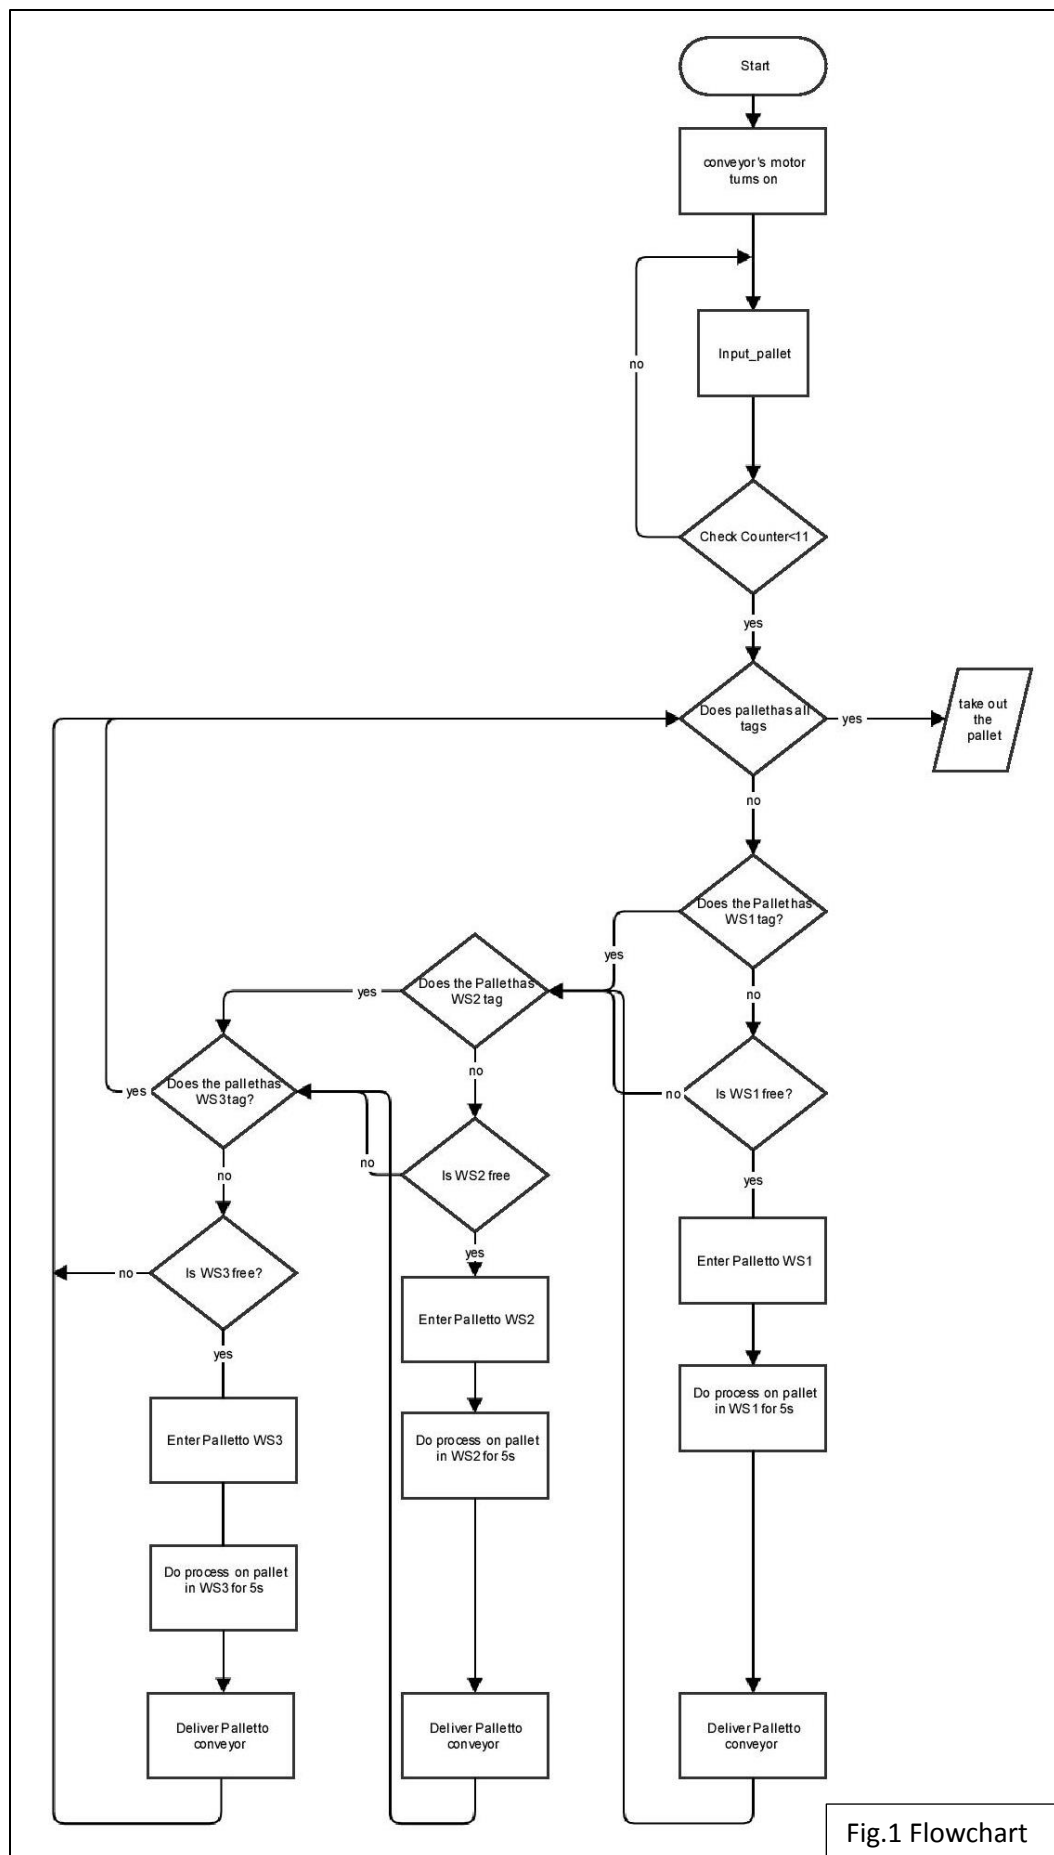 Start
conveyor's motor
turns on
no
Input_pallet
Check Counter<11
yes
Does pallethas all
tags
yes
take out
the
pallet
no
Does the Pallethas
WS1tag?
yes
no
Does the Pallethas
WS2 tag
yes
no
Is WS1 free?
no
yes
Does the pallethas
WS3tag?
yes
no
Is WS2 free
no
yes
Is WS3 free?
no
yes
Enter Palletto WS1
Enter Palletto WS2
Enter Palletto WS3
Do process on pallet
in WS1 for 5s
Do process on pallet
in WS2 for 5s
Do process on pallet
in WS3 for 5s
Deliver Palletto
conveyor
Deliver Palletto
conveyor
Deliver Palletto
conveyor
Fig.1 Flowchart